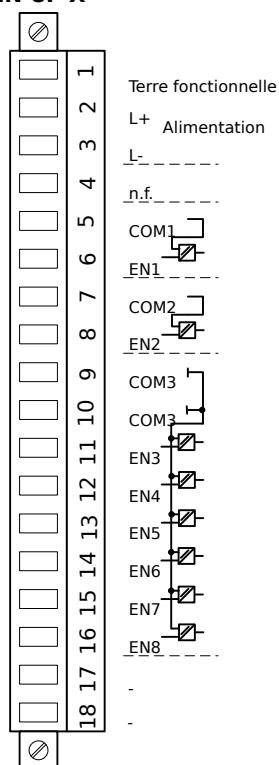 1
Terre fonctionnelle
2
L+
Alimentation
3
L-
4
n.f.
5
COM1
6
EN1
7
COM2
8
EN2
9
COM3
10
COM3
11
EN3
12
EN4
13
EN5
14
EN6
15
EN7
16
EN8
17
-
18
-